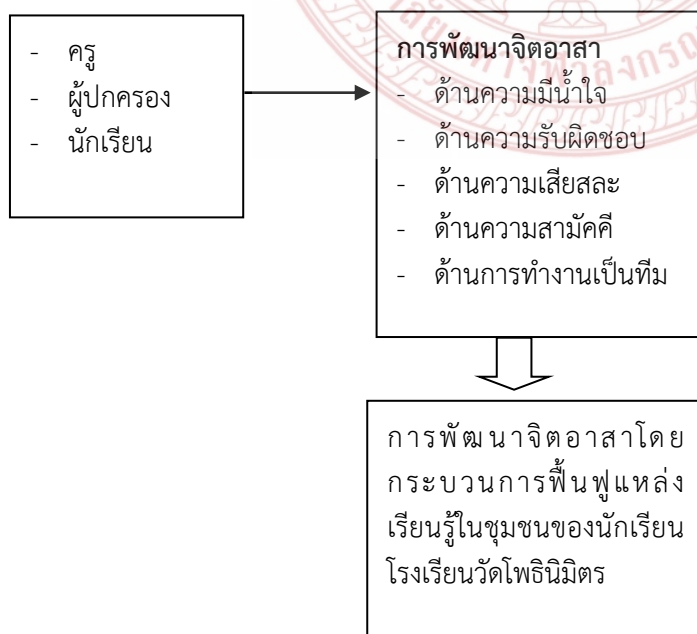 - ครู
- ผู้ปกครอง
- นักเรียน
การพัฒนาจิตอาสา
- ด้านความมีน้ำใจ
- ด้านความรับผิดชอบ
- ด้านความเสียสละ
- ด้านความสามัคคี
- ด้านการทำงานเป็นทีม
การพัฒนาจิตอาสาโดย
กระบวนการฟื้นฟูแหล่ง
เรียนรู้ในชุมชนของนักเรียน
โรงเรียนวัดโพธินิมิตร